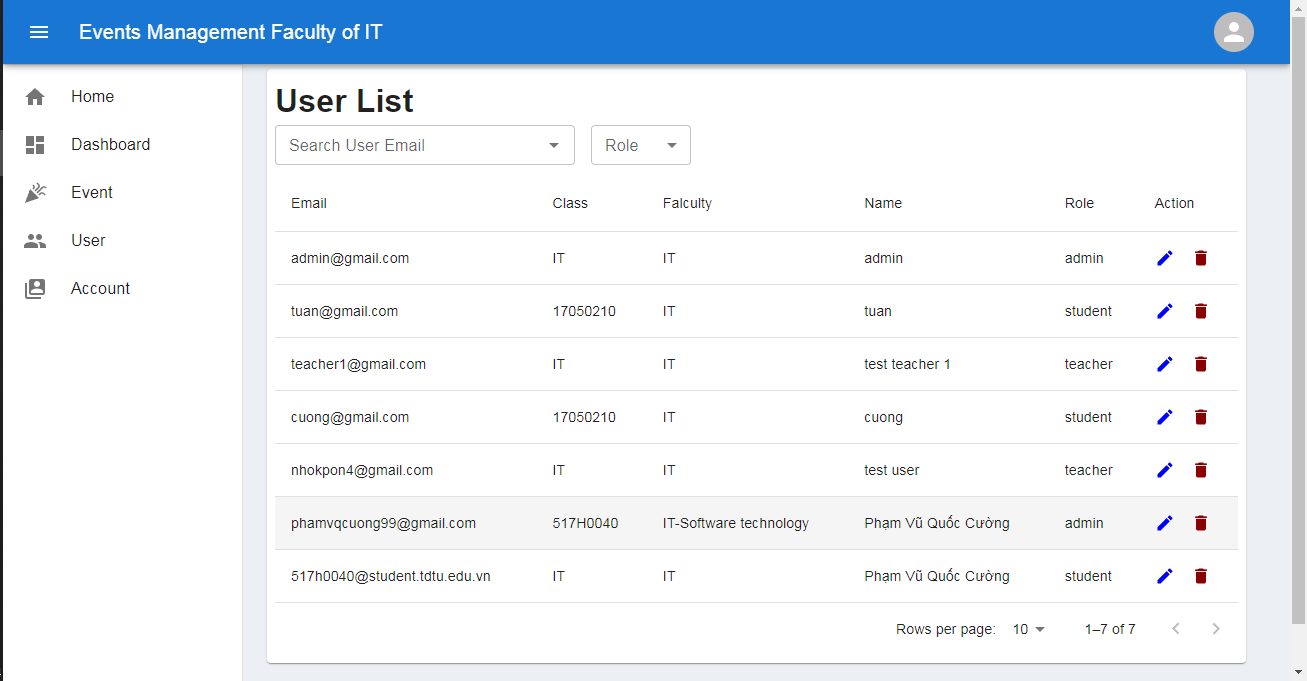 Events Management Faculty of IT
Home
Dashboard
Event
User
Account
User List
Search User Email Role
Email Class Falculty Name Role Action
admin@gmail.com IT IT admin admin
tuan@gmail.com 17050210 IT tuan student
teacher1@gmail.com IT IT test teacher 1 teacher
cuong@gmail.com 17050210 IT cuong student
nhokpon4@gmail.com IT IT test user teacher
phamvqcuong99@gmail.com 517H0040 IT-Software technology Phạm Vũ Quốc Cường admin
517h0040@student.tdtu.edu.vn IT IT Phạm Vũ Quốc Cường student
Rows per page: 10 1–7 of 7